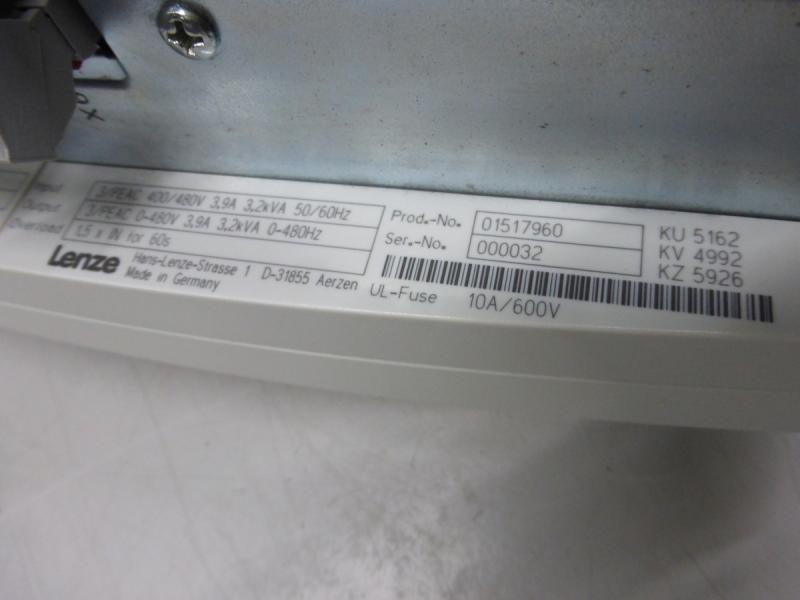 Input 3/PEAC 400/480V 3,9A 3,2kVA 50/60Hz
Output 3/PEAC 0-480V 3,9A 3,2kVA 0-480Hz
Overload 1,5 x IN for 60s
Lenze Hans-Lenze-Strasse 1 D-31855 Aerzen
Made in Germany
Prod.-No. 01517960
Ser.-No. 000032
KU 5162
KV 4992
KZ 5926
UL-Fuse 10A/600V